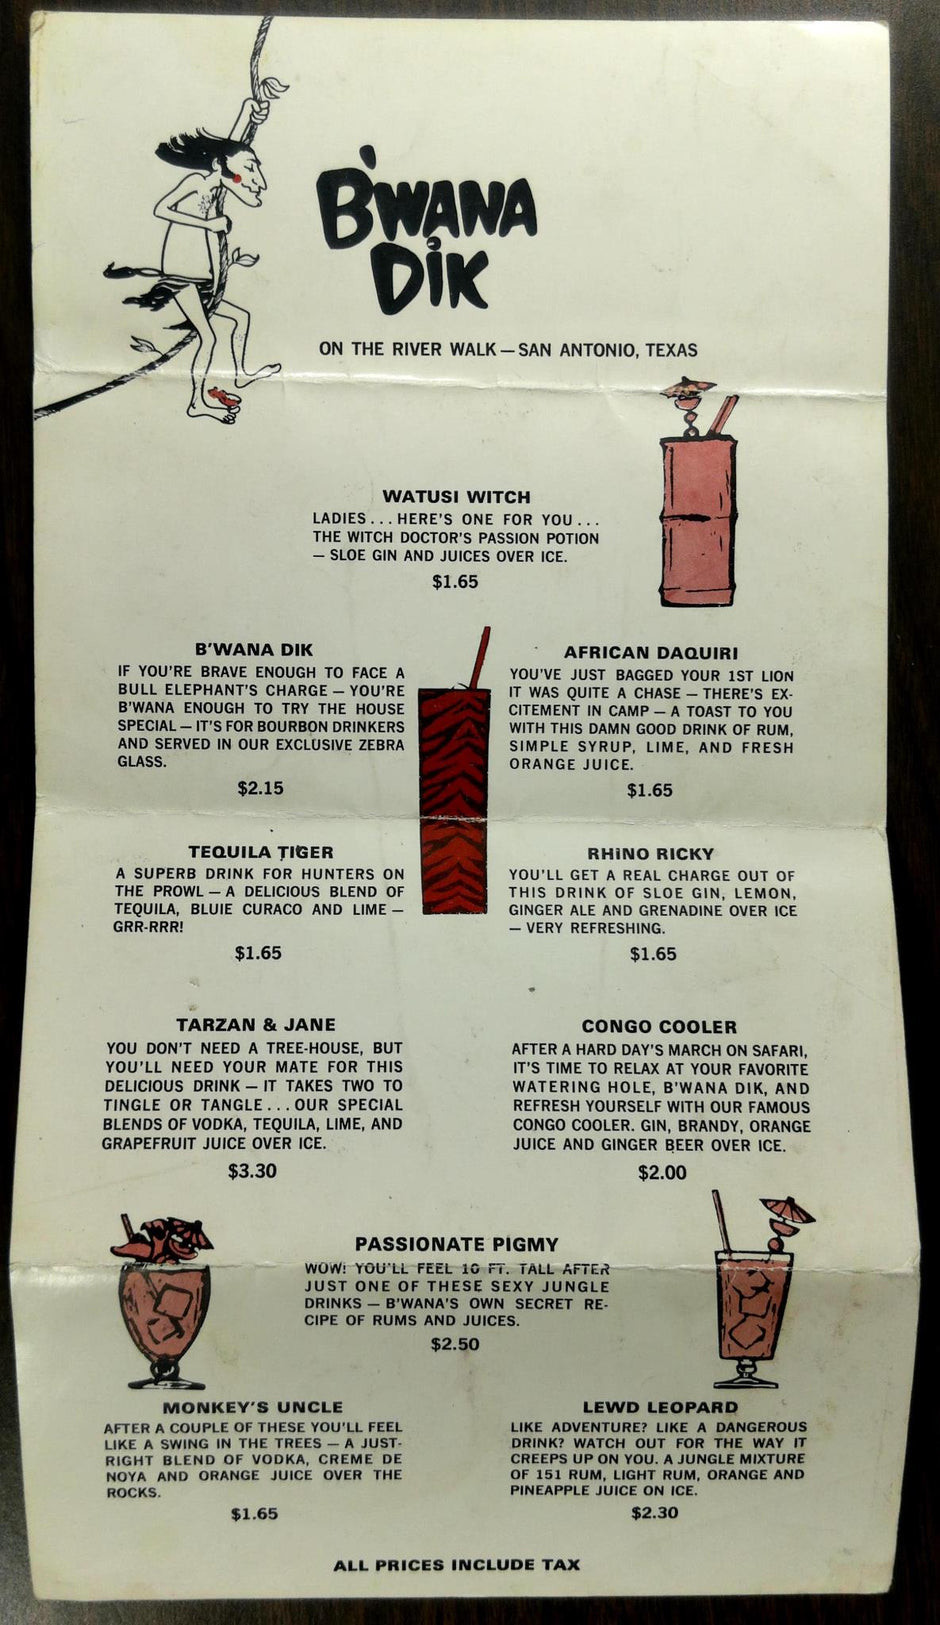 B'WANA
DIK
ON THE RIVER WALK — SAN ANTONIO, TEXAS
WATUSI WITCH
LADIES . . . HERE'S ONE FOR YOU . . .
THE WITCH DOCTOR'S PASSION POTION
— SLOE GIN AND JUICES OVER ICE.
$1.65
B'WANA DIK
IF YOU'RE BRAVE ENOUGH TO FACE A
BULL ELEPHANT'S CHARGE — YOU'RE
B'WANA ENOUGH TO TRY THE HOUSE
SPECIAL — IT'S FOR BOURBON DRINKERS
AND SERVED IN OUR EXCLUSIVE ZEBRA
GLASS.
$2.15
AFRICAN DAQUIRI
YOU'VE JUST BAGGED YOUR 1ST LION
IT WAS QUITE A CHASE — THERE'S EX-
CITEMENT IN CAMP — A TOAST TO YOU
WITH THIS DAMN GOOD DRINK OF RUM,
SIMPLE SYRUP, LIME, AND FRESH
ORANGE JUICE.
$1.65
TEQUILA TIGER
A SUPERB DRINK FOR HUNTERS ON
THE PROWL — A DELICIOUS BLEND OF
TEQUILA, BLUIE CURACO AND LIME —
GRR-RRR!
$1.65
RHiNO RICKY
YOU'LL GET A REAL CHARGE OUT OF
THIS DRINK OF SLOE GIN, LEMON,
GINGER ALE AND GRENADINE OVER ICE
— VERY REFRESHING.
$1.65
TARZAN & JANE
YOU DON'T NEED A TREE-HOUSE, BUT
YOU'LL NEED YOUR MATE FOR THIS
DELICIOUS DRINK — IT TAKES TWO TO
TINGLE OR TANGLE . . . OUR SPECIAL
BLENDS OF VODKA, TEQUILA, LIME, AND
GRAPEFRUIT JUICE OVER ICE.
$3.30
CONGO COOLER
AFTER A HARD DAY'S MARCH ON SAFARI,
IT'S TIME TO RELAX AT YOUR FAVORITE
WATERING HOLE, B'WANA DIK, AND
REFRESH YOURSELF WITH OUR FAMOUS
CONGO COOLER. GIN, BRANDY, ORANGE
JUICE AND GINGER BEER OVER ICE.
$2.00
PASSIONATE PIGMY
WOW! YOU'LL FEEL 10 FT. TALL AFTER
JUST ONE OF THESE SEXY JUNGLE
DRINKS — B'WANA'S OWN SECRET RE-
CIPE OF RUMS AND JUICES.
$2.50
MONKEY'S UNCLE
AFTER A COUPLE OF THESE YOU'LL FEEL
LIKE A SWING IN THE TREES — A JUST-
RIGHT BLEND OF VODKA, CREME DE
NOYA AND ORANGE JUICE OVER THE
ROCKS.
$1.65
LEWD LEOPARD
LIKE ADVENTURE? LIKE A DANGEROUS
DRINK? WATCH OUT FOR THE WAY IT
CREEPS UP ON YOU. A JUNGLE MIXTURE
OF 151 RUM, LIGHT RUM, ORANGE AND
PINEAPPLE JUICE ON ICE.
$2.30
ALL PRICES INCLUDE TAX